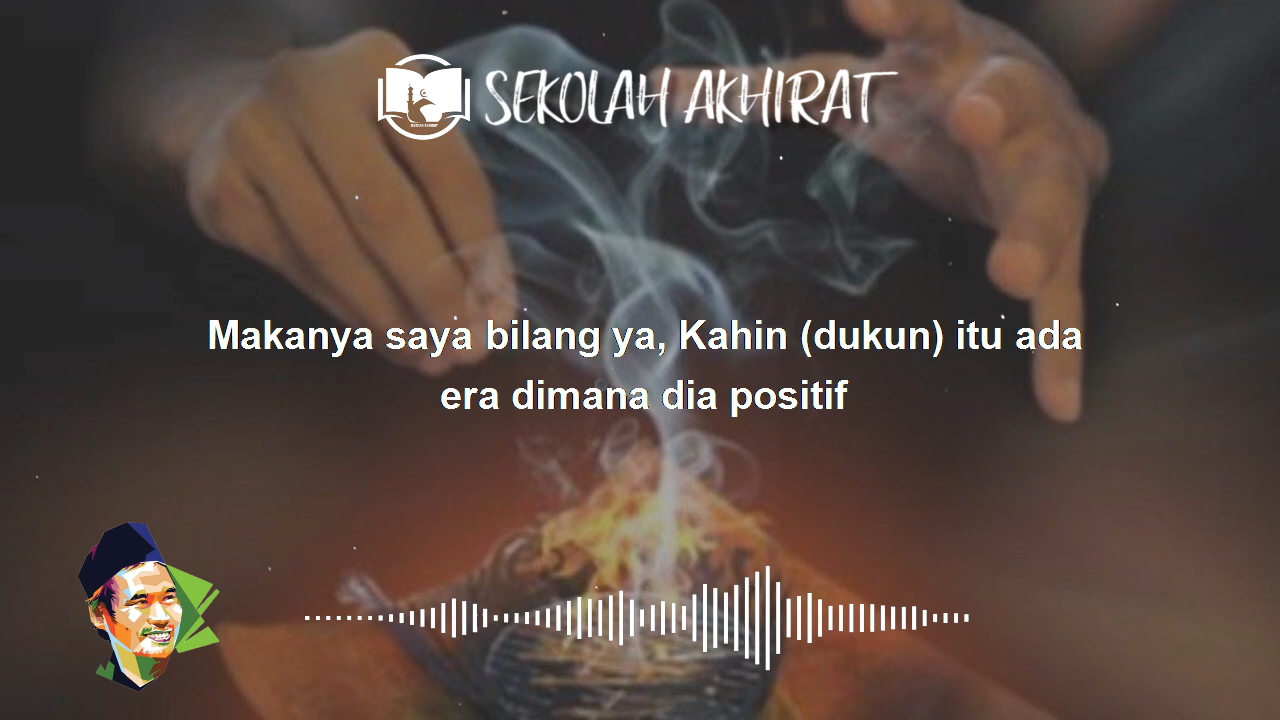 SEKOLAH AKHIRAT
Makanya saya bilang ya, Kahin (dukun) itu ada
era dimana dia positif